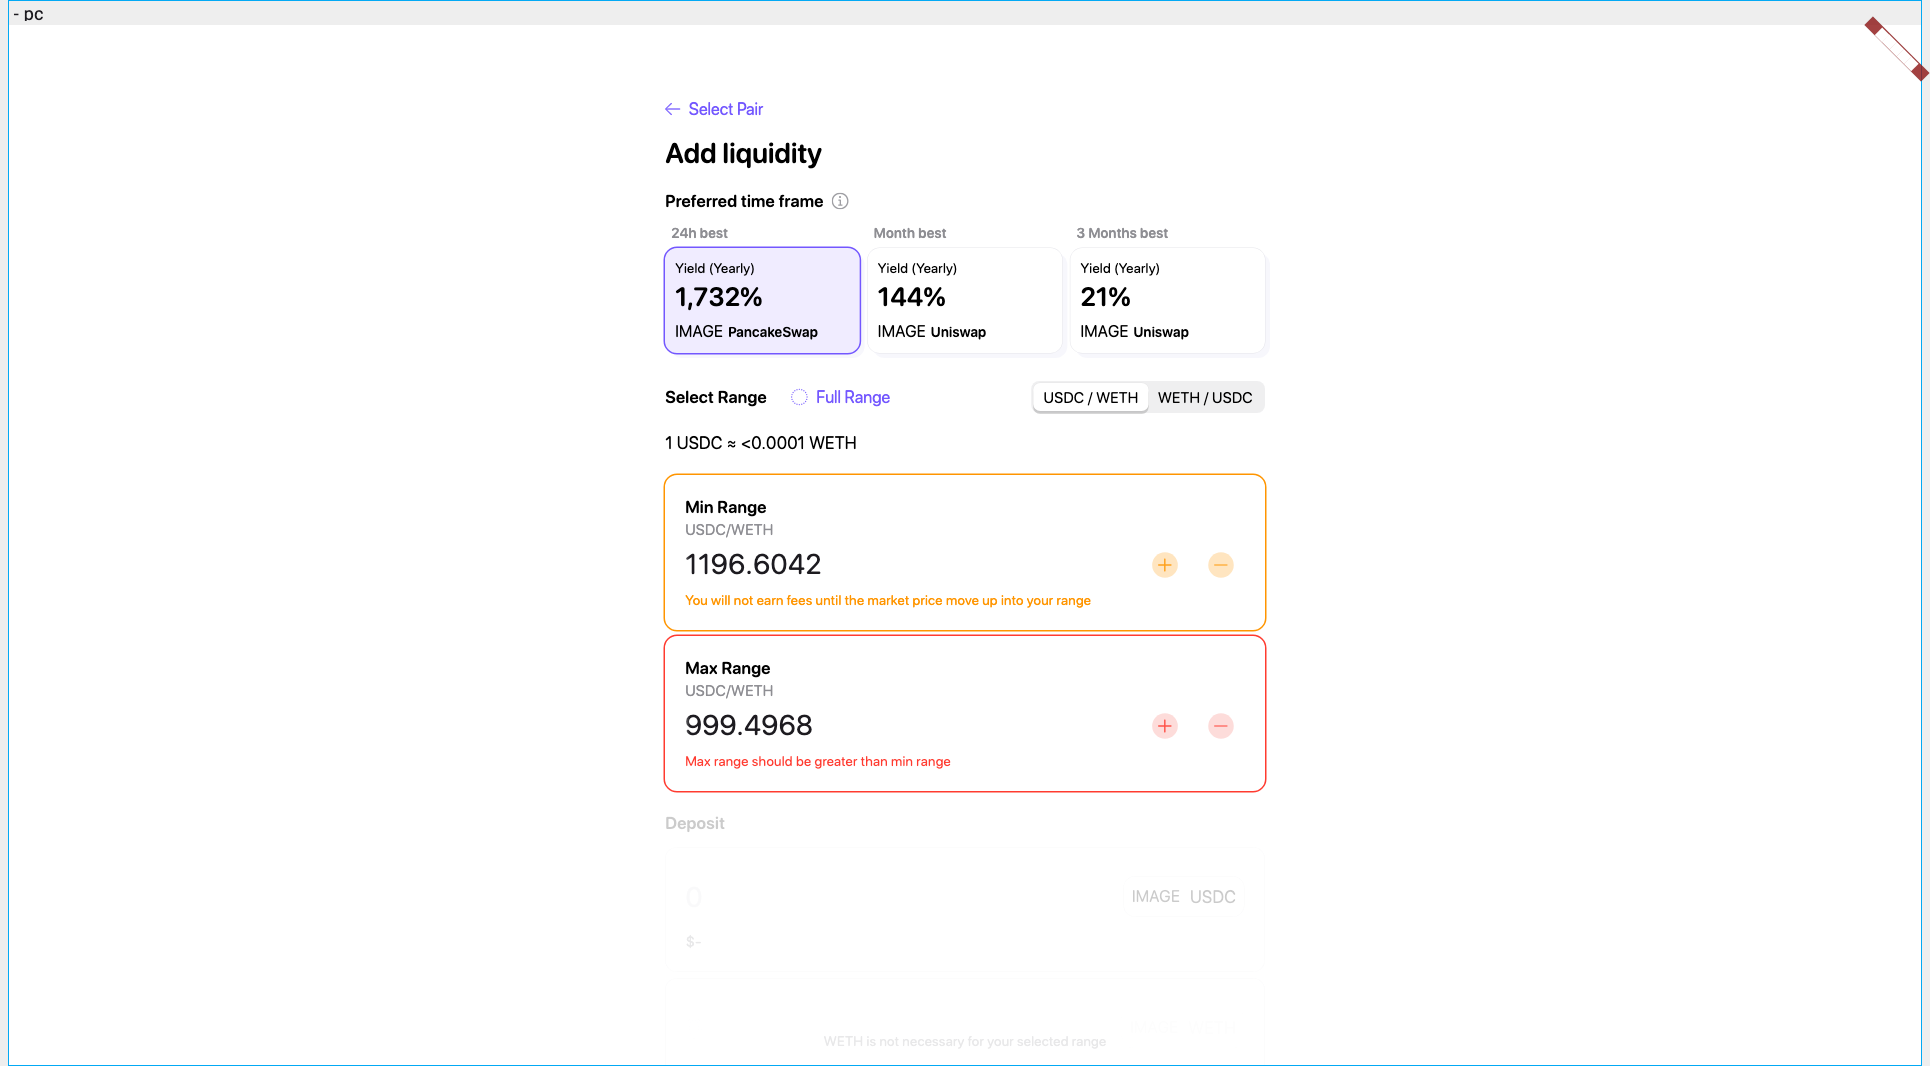 - pc
Select Pair
Add liquidity
Preferred time frame
24h best
Yield (Yearly)
1,732%
IMAGE PancakeSwap
Month best
Yield (Yearly)
144%
IMAGE Uniswap
3 Months best
Yield (Yearly)
21%
IMAGE Uniswap
Select Range Full Range USDC / WETH WETH / USDC
1 USDC ≈ <0.0001 WETH
Min Range
USDC/WETH
1196.6042
You will not earn fees until the market price move up into your range
Max Range
USDC/WETH
999.4968
Max range should be greater than min range
Deposit
0 IMAGE USDC
$-
WETH is not necessary for your selected range